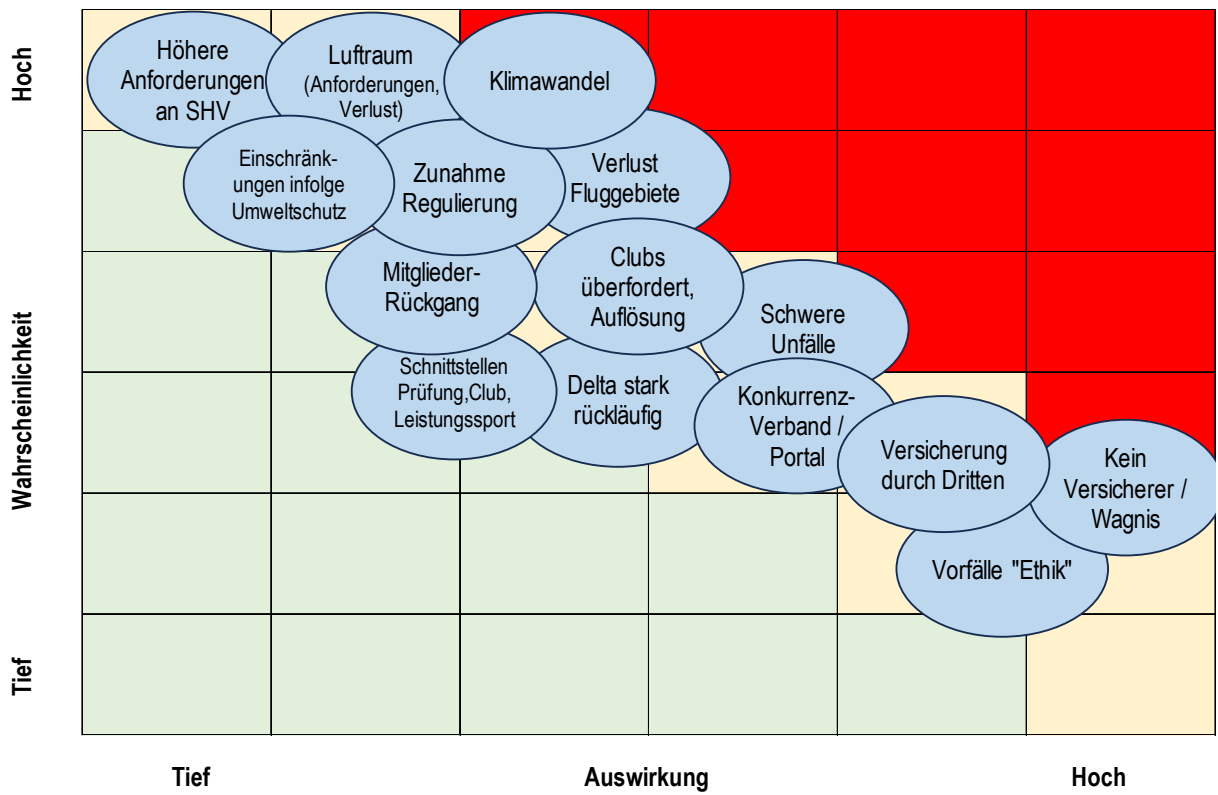 Hoch
Wahrscheinlichkeit
Tief
Höhere
Anforderungen
an SHV
Luftraum
(Anforderungen,
Verlust)
Klimawandel
Einschränk-
ungen infolge
Umweltschutz
Zunahme
Regulierung
Verlust
Fluggebiete
Mitglieder-
Rückgang
Clubs
überfordert,
Auflösung
Schwere
Unfälle
Schnittstellen
Prüfung,Club,
Leistungssport
Delta stark
rückläufig
Konkurrenz-
Verband /
Portal
Versicherung
durch Dritten
Kein
Versicherer /
Wagnis
Vorfälle "Ethik"
Tief
Auswirkung
Hoch